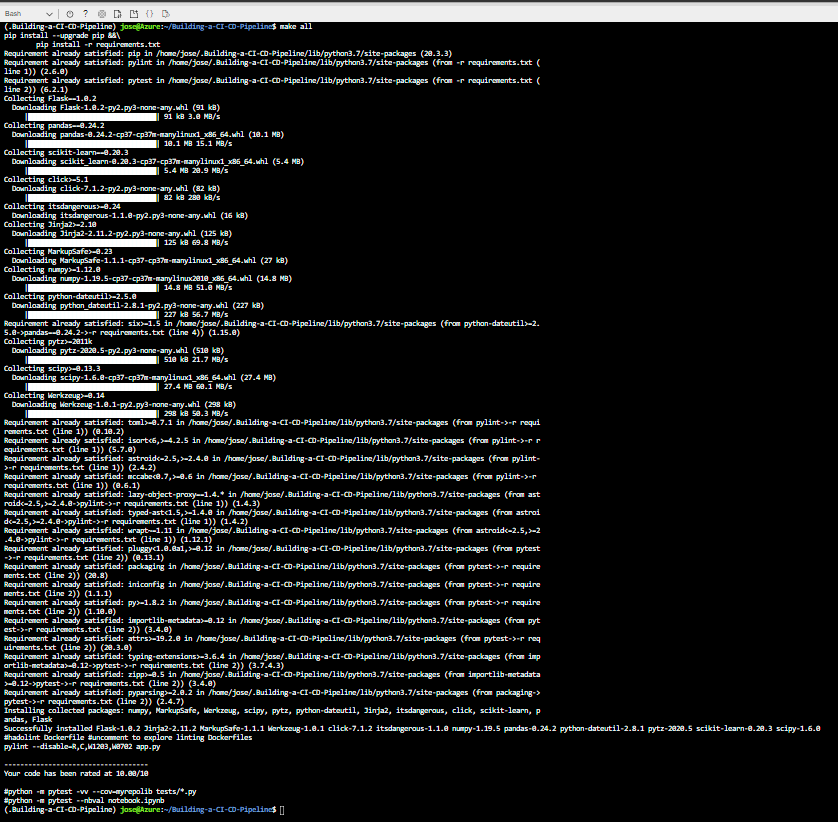 Bash
(.Building-a-CI-CD-Pipeline) jose@Azure:~/Building-a-CI-CD-Pipeline$ make all
pip install --upgrade pip &&\
pip install -r requirements.txt
Requirement already satisfied: pip in /home/jose/.Building-a-CI-CD-Pipeline/lib/python3.7/site-packages (20.3.3)
Requirement already satisfied: pylint in /home/jose/.Building-a-CI-CD-Pipeline/lib/python3.7/site-packages (from -r requirements.txt (
line 1)) (2.6.0)
Requirement already satisfied: pytest in /home/jose/.Building-a-CI-CD-Pipeline/lib/python3.7/site-packages (from -r requirements.txt (
line 2)) (6.2.1)
Collecting Flask==1.0.2
Downloading Flask-1.0.2-py2.py3-none-any.whl (91 kB)
| 91 kB 3.0 MB/s
Collecting pandas==0.24.2
Downloading pandas-0.24.2-cp37-cp37m-manylinux1_x86_64.whl (10.1 MB)
| 10.1 MB 15.1 MB/s
Collecting scikit-learn==0.20.3
Downloading scikit_learn-0.20.3-cp37-cp37m-manylinux1_x86_64.whl (5.4 MB)
| 5.4 MB 20.9 MB/s
Collecting click>=5.1
Downloading click-7.1.2-py2.py3-none-any.whl (82 kB)
| 82 kB 280 kB/s
Collecting itsdangerous>=0.24
Downloading itsdangerous-1.1.0-py2.py3-none-any.whl (16 kB)
Collecting Jinja2>=2.10
Downloading Jinja2-2.11.2-py2.py3-none-any.whl (125 kB)
| 125 kB 69.8 MB/s
Collecting MarkupSafe>=0.23
Downloading MarkupSafe-1.1.1-cp37-cp37m-manylinux1_x86_64.whl (27 kB)
Collecting numpy>=1.12.0
Downloading numpy-1.19.5-cp37-cp37m-manylinux2010_x86_64.whl (14.8 MB)
| 14.8 MB 51.0 MB/s
Collecting python-dateutil>=2.5.0
Downloading python_dateutil-2.8.1-py2.py3-none-any.whl (227 kB)
| 227 kB 56.7 MB/s
Requirement already satisfied: six>=1.5 in /home/jose/.Building-a-CI-CD-Pipeline/lib/python3.7/site-packages (from python-dateutil>=2.
5.0->pandas==0.24.2->-r requirements.txt (line 4)) (1.15.0)
Collecting pytz>=2011k
Downloading pytz-2020.5-py2.py3-none-any.whl (510 kB)
| 510 kB 21.7 MB/s
Collecting scipy>=0.13.3
Downloading scipy-1.6.0-cp37-cp37m-manylinux1_x86_64.whl (27.4 MB)
| 27.4 MB 60.1 MB/s
Collecting Werkzeug>=0.14
Downloading Werkzeug-1.0.1-py2.py3-none-any.whl (298 kB)
| 298 kB 50.3 MB/s
Requirement already satisfied: toml>=0.7.1 in /home/jose/.Building-a-CI-CD-Pipeline/lib/python3.7/site-packages (from pylint->-r requi
rements.txt (line 1)) (0.10.2)
Requirement already satisfied: isort<6,>=4.2.5 in /home/jose/.Building-a-CI-CD-Pipeline/lib/python3.7/site-packages (from pylint->-r r
equirements.txt (line 1)) (5.7.0)
Requirement already satisfied: astroid<=2.5,>=2.4.0 in /home/jose/.Building-a-CI-CD-Pipeline/lib/python3.7/site-packages (from pylint-
>-r requirements.txt (line 1)) (2.4.2)
Requirement already satisfied: mccabe<0.7,>=0.6 in /home/jose/.Building-a-CI-CD-Pipeline/lib/python3.7/site-packages (from pylint->-r
requirements.txt (line 1)) (0.6.1)
Requirement already satisfied: lazy-object-proxy==1.4.* in /home/jose/.Building-a-CI-CD-Pipeline/lib/python3.7/site-packages (from ast
roid<=2.5,>=2.4.0->pylint->-r requirements.txt (line 1)) (1.4.3)
Requirement already satisfied: typed-ast<1.5,>=1.4.0 in /home/jose/.Building-a-CI-CD-Pipeline/lib/python3.7/site-packages (from astroi
d<=2.5,>=2.4.0->pylint->-r requirements.txt (line 1)) (1.4.2)
Requirement already satisfied: wrapt~=1.11 in /home/jose/.Building-a-CI-CD-Pipeline/lib/python3.7/site-packages (from astroid<=2.5,>=2
.4.0->pylint->-r requirements.txt (line 1)) (1.12.1)
Requirement already satisfied: pluggy<1.0.0a1,>=0.12 in /home/jose/.Building-a-CI-CD-Pipeline/lib/python3.7/site-packages (from pytest
->-r requirements.txt (line 2)) (0.13.1)
Requirement already satisfied: packaging in /home/jose/.Building-a-CI-CD-Pipeline/lib/python3.7/site-packages (from pytest->-r require
ments.txt (line 2)) (20.8)
Requirement already satisfied: iniconfig in /home/jose/.Building-a-CI-CD-Pipeline/lib/python3.7/site-packages (from pytest->-r require
ments.txt (line 2)) (1.1.1)
Requirement already satisfied: py>=1.8.2 in /home/jose/.Building-a-CI-CD-Pipeline/lib/python3.7/site-packages (from pytest->-r require
ments.txt (line 2)) (1.10.0)
Requirement already satisfied: importlib-metadata>=0.12 in /home/jose/.Building-a-CI-CD-Pipeline/lib/python3.7/site-packages (from pyt
est->-r requirements.txt (line 2)) (3.4.0)
Requirement already satisfied: attrs>=19.2.0 in /home/jose/.Building-a-CI-CD-Pipeline/lib/python3.7/site-packages (from pytest->-r req
uirements.txt (line 2)) (20.3.0)
Requirement already satisfied: typing-extensions>=3.6.4 in /home/jose/.Building-a-CI-CD-Pipeline/lib/python3.7/site-packages (from imp
ortlib-metadata>=0.12->pytest->-r requirements.txt (line 2)) (3.7.4.3)
Requirement already satisfied: zipp>=0.5 in /home/jose/.Building-a-CI-CD-Pipeline/lib/python3.7/site-packages (from importlib-metadata
>=0.12->pytest->-r requirements.txt (line 2)) (3.4.0)
Requirement already satisfied: pyparsing>=2.0.2 in /home/jose/.Building-a-CI-CD-Pipeline/lib/python3.7/site-packages (from packaging->
pytest->-r requirements.txt (line 2)) (2.4.7)
Installing collected packages: numpy, MarkupSafe, Werkzeug, scipy, pytz, python-dateutil, Jinja2, itsdangerous, click, scikit-learn, p
andas, Flask
Successfully installed Flask-1.0.2 Jinja2-2.11.2 MarkupSafe-1.1.1 Werkzeug-1.0.1 click-7.1.2 itsdangerous-1.1.0 numpy-1.19.5 pandas-0.24.2 python-dateutil-2.8.1 pytz-2020.5 scikit-learn-0.20.3 scipy-1.6.0
#hadolint Dockerfile #uncomment to explore linting Dockerfiles
pylint --disable=R,C,W1203,W0702 app.py
------------------------------------
Your code has been rated at 10.00/10
#python -m pytest -vv --cov=myrepolib tests/*.py
#python -m pytest --nbval notebook.ipynb
(.Building-a-CI-CD-Pipeline) jose@Azure:~/Building-a-CI-CD-Pipeline$